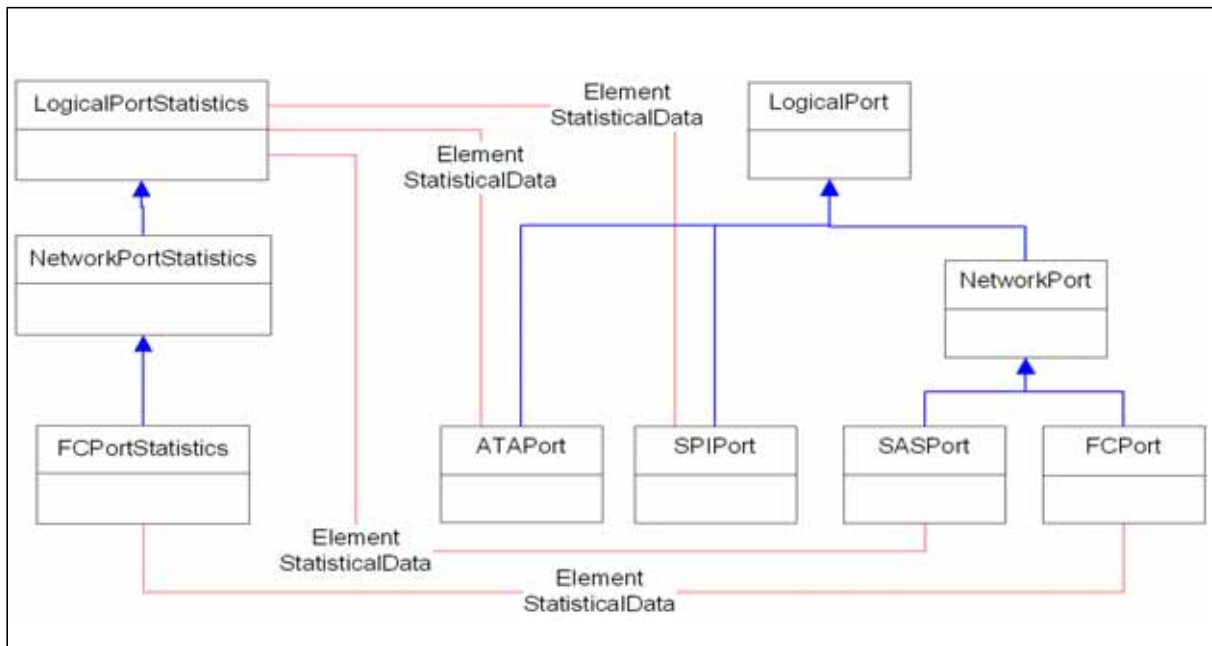 LogicalPortStatistics
Element
StatisticalData
LogicalPort
Element
StatisticalData
NetworkPortStatistics
NetworkPort
FCPortStatistics
ATAPort
SPIPort
SASPort
FCPort
Element
StatisticalData
Element
StatisticalData